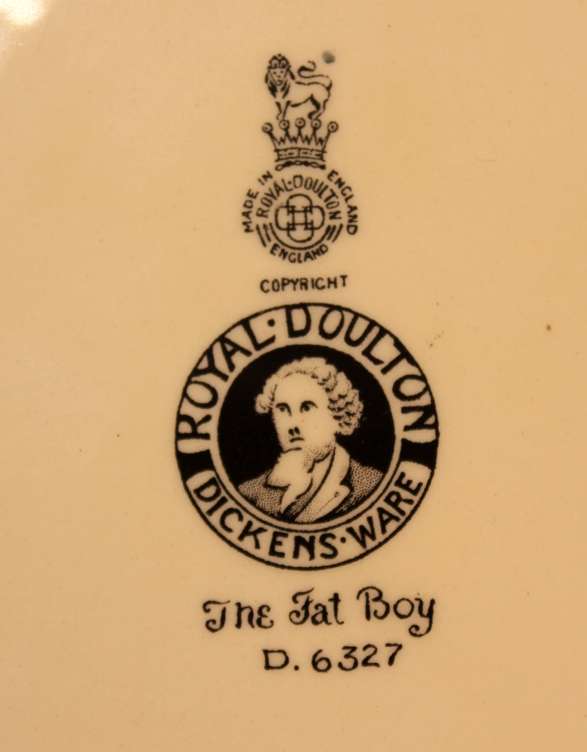 MADE IN ENGLAND
ROYAL·DOULTON
ENGLAND
COPYRIGHT
ROYAL·DOULTON
DICKENS·WARE
The Fat Boy
D. 6327